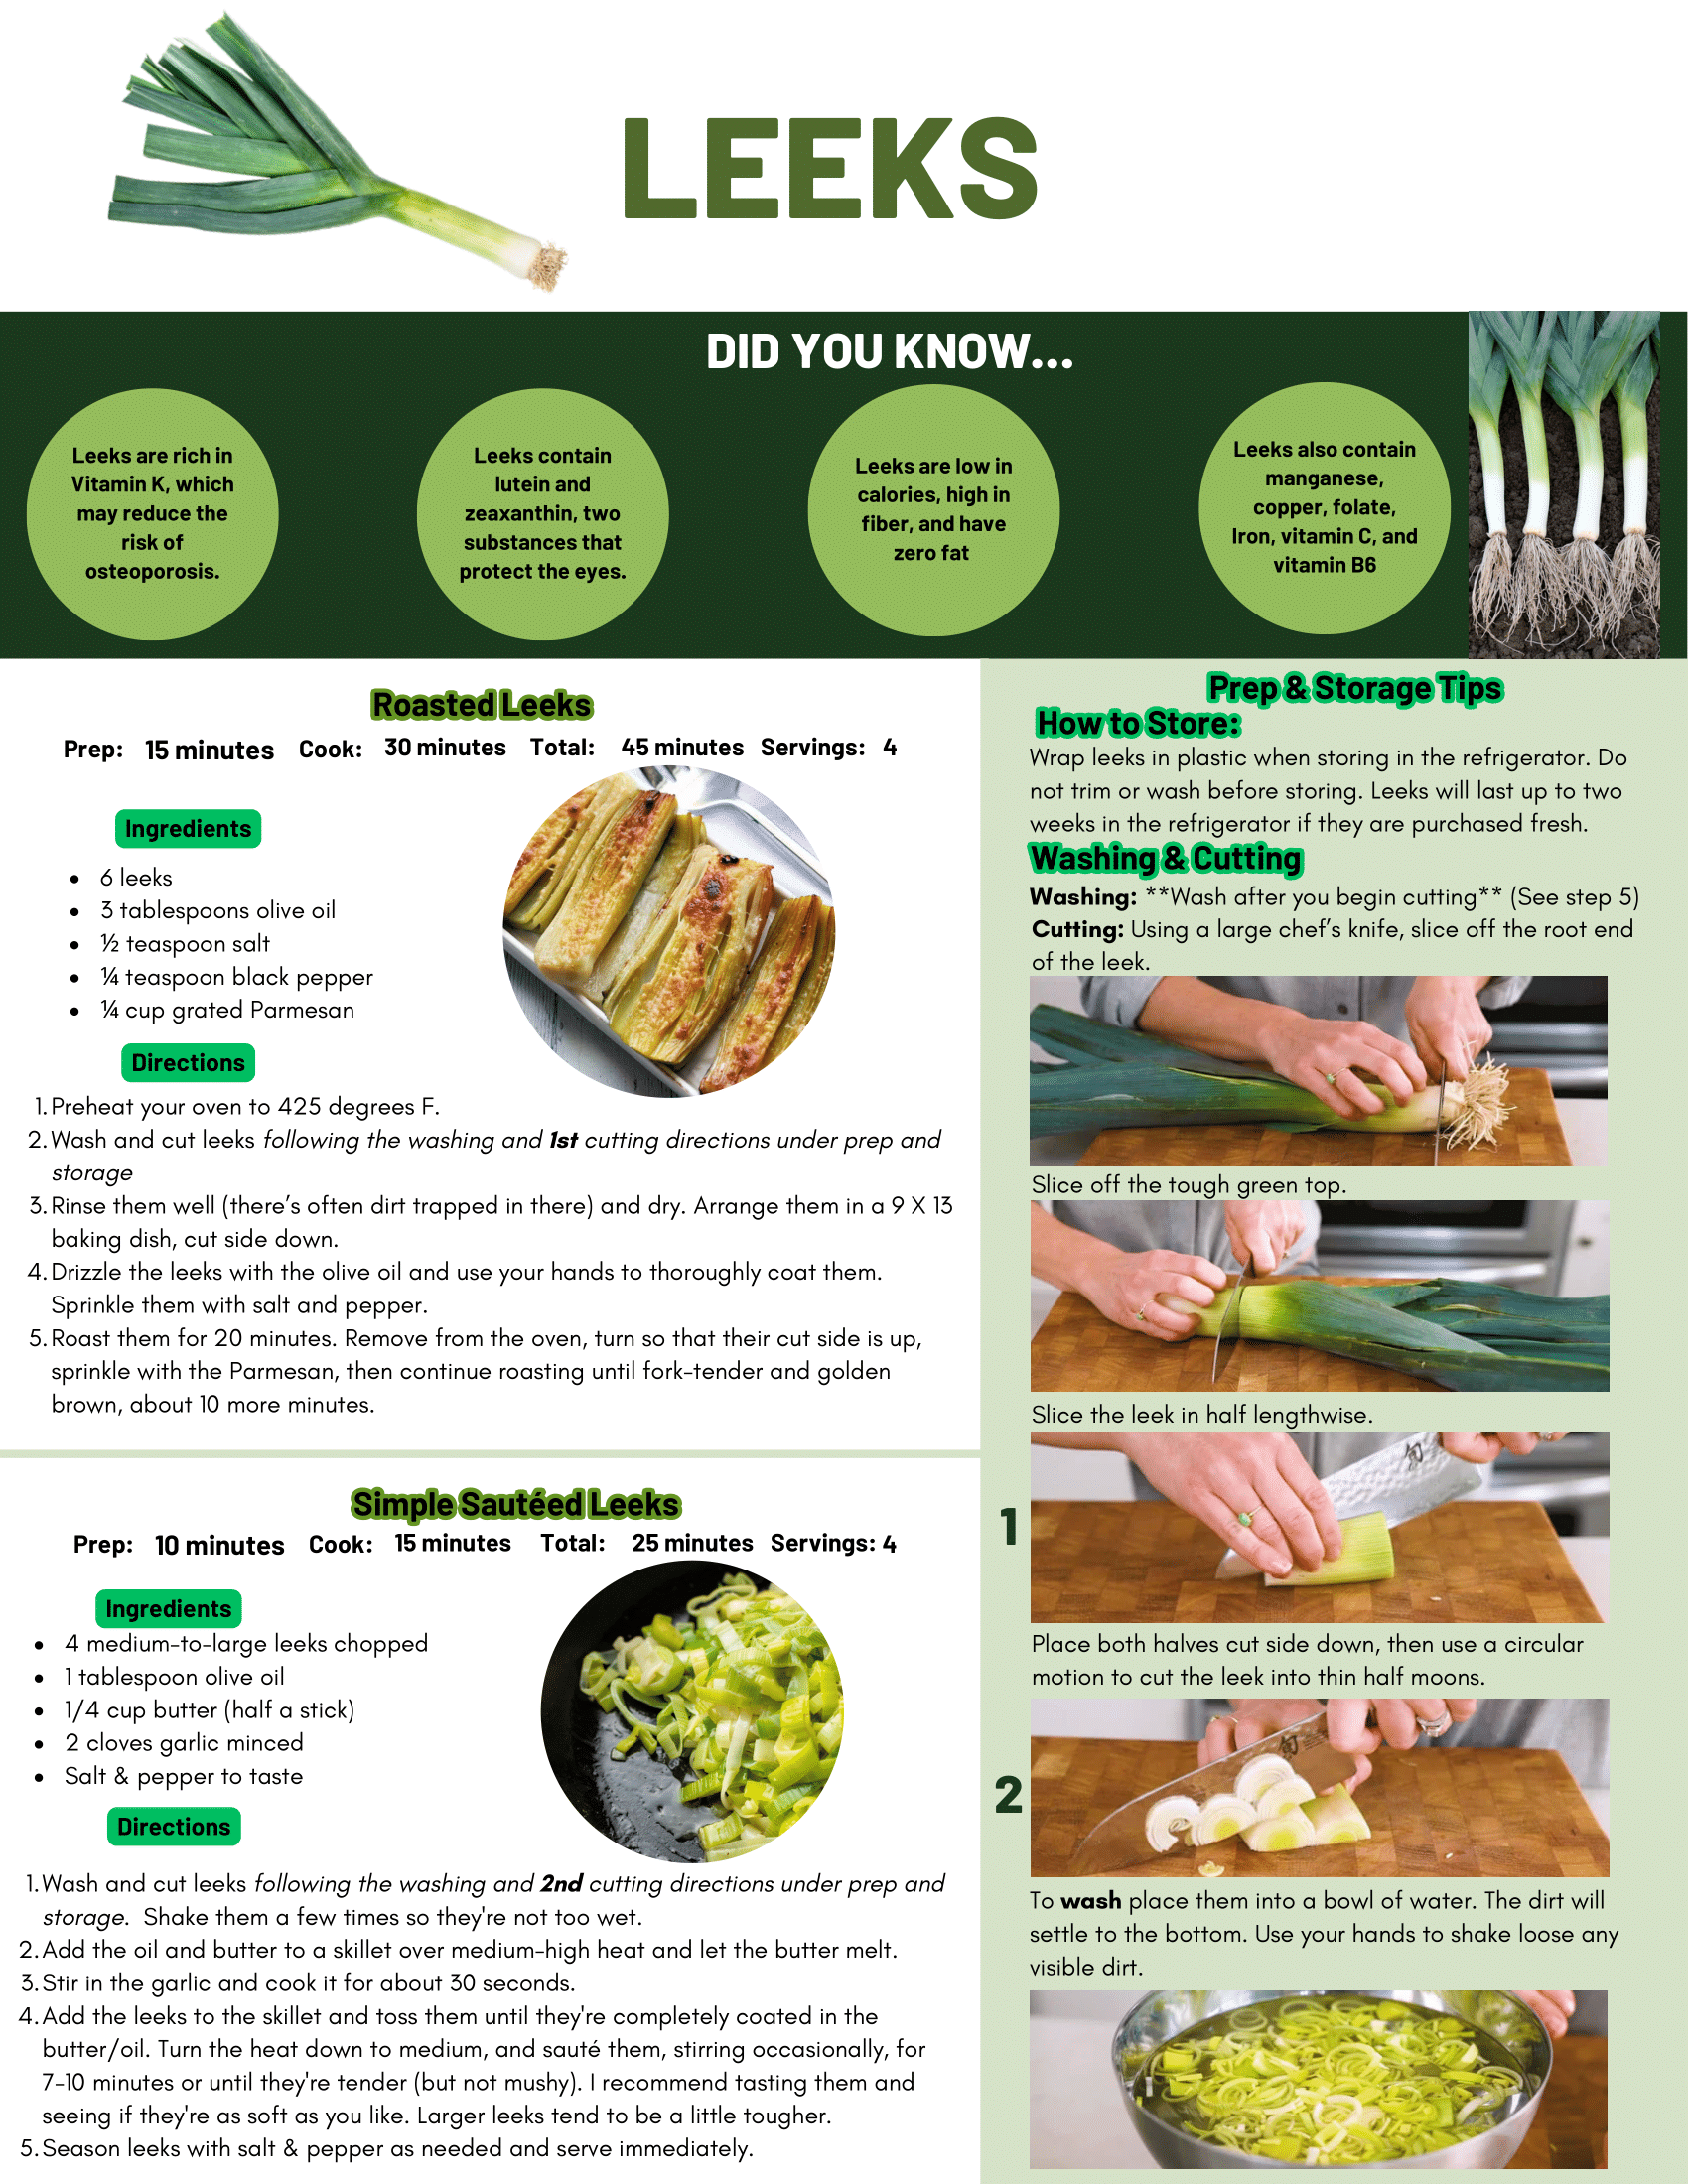 LEEKS
DID YOU KNOW...
Leeks are rich in
Vitamin K, which
may reduce the
risk of
osteoporosis.
Leeks contain
lutein and
zeaxanthin, two
substances that
protect the eyes.
Leeks are low in
calories, high in
fiber, and have
zero fat
Leeks also contain
manganese,
copper, folate,
Iron, vitamin C, and
vitamin B6
Roasted Leeks
Prep: 15 minutes Cook: 30 minutes Total: 45 minutes Servings: 4
Ingredients
• 6 leeks
• 3 tablespoons olive oil
• ½ teaspoon salt
• ¼ teaspoon black pepper
• ¼ cup grated Parmesan
Directions
1. Preheat your oven to 425 degrees F.
2. Wash and cut leeks following the washing and 1st cutting directions under prep and
storage
3. Rinse them well (there’s often dirt trapped in there) and dry. Arrange them in a 9 X 13
baking dish, cut side down.
4. Drizzle the leeks with the olive oil and use your hands to thoroughly coat them.
Sprinkle them with salt and pepper.
5. Roast them for 20 minutes. Remove from the oven, turn so that their cut side is up,
sprinkle with the Parmesan, then continue roasting until fork-tender and golden
brown, about 10 more minutes.
Simple Sautéed Leeks
Prep: 10 minutes Cook: 15 minutes Total: 25 minutes Servings: 4
Ingredients
• 4 medium-to-large leeks chopped
• 1 tablespoon olive oil
• 1/4 cup butter (half a stick)
• 2 cloves garlic minced
• Salt & pepper to taste
Directions
1. Wash and cut leeks following the washing and 2nd cutting directions under prep and
storage. Shake them a few times so they're not too wet.
2. Add the oil and butter to a skillet over medium-high heat and let the butter melt.
3. Stir in the garlic and cook it for about 30 seconds.
4. Add the leeks to the skillet and toss them until they're completely coated in the
butter/oil. Turn the heat down to medium, and sauté them, stirring occasionally, for
7-10 minutes or until they're tender (but not mushy). I recommend tasting them and
seeing if they're as soft as you like. Larger leeks tend to be a little tougher.
5. Season leeks with salt & pepper as needed and serve immediately.
Prep & Storage Tips
How to Store:
Wrap leeks in plastic when storing in the refrigerator. Do
not trim or wash before storing. Leeks will last up to two
weeks in the refrigerator if they are purchased fresh.
Washing & Cutting
Washing: **Wash after you begin cutting** (See step 5)
Cutting: Using a large chef’s knife, slice off the root end
of the leek.
Slice off the tough green top.
Slice the leek in half lengthwise.
1
Place both halves cut side down, then use a circular
motion to cut the leek into thin half moons.
2
To wash place them into a bowl of water. The dirt will
settle to the bottom. Use your hands to shake loose any
visible dirt.